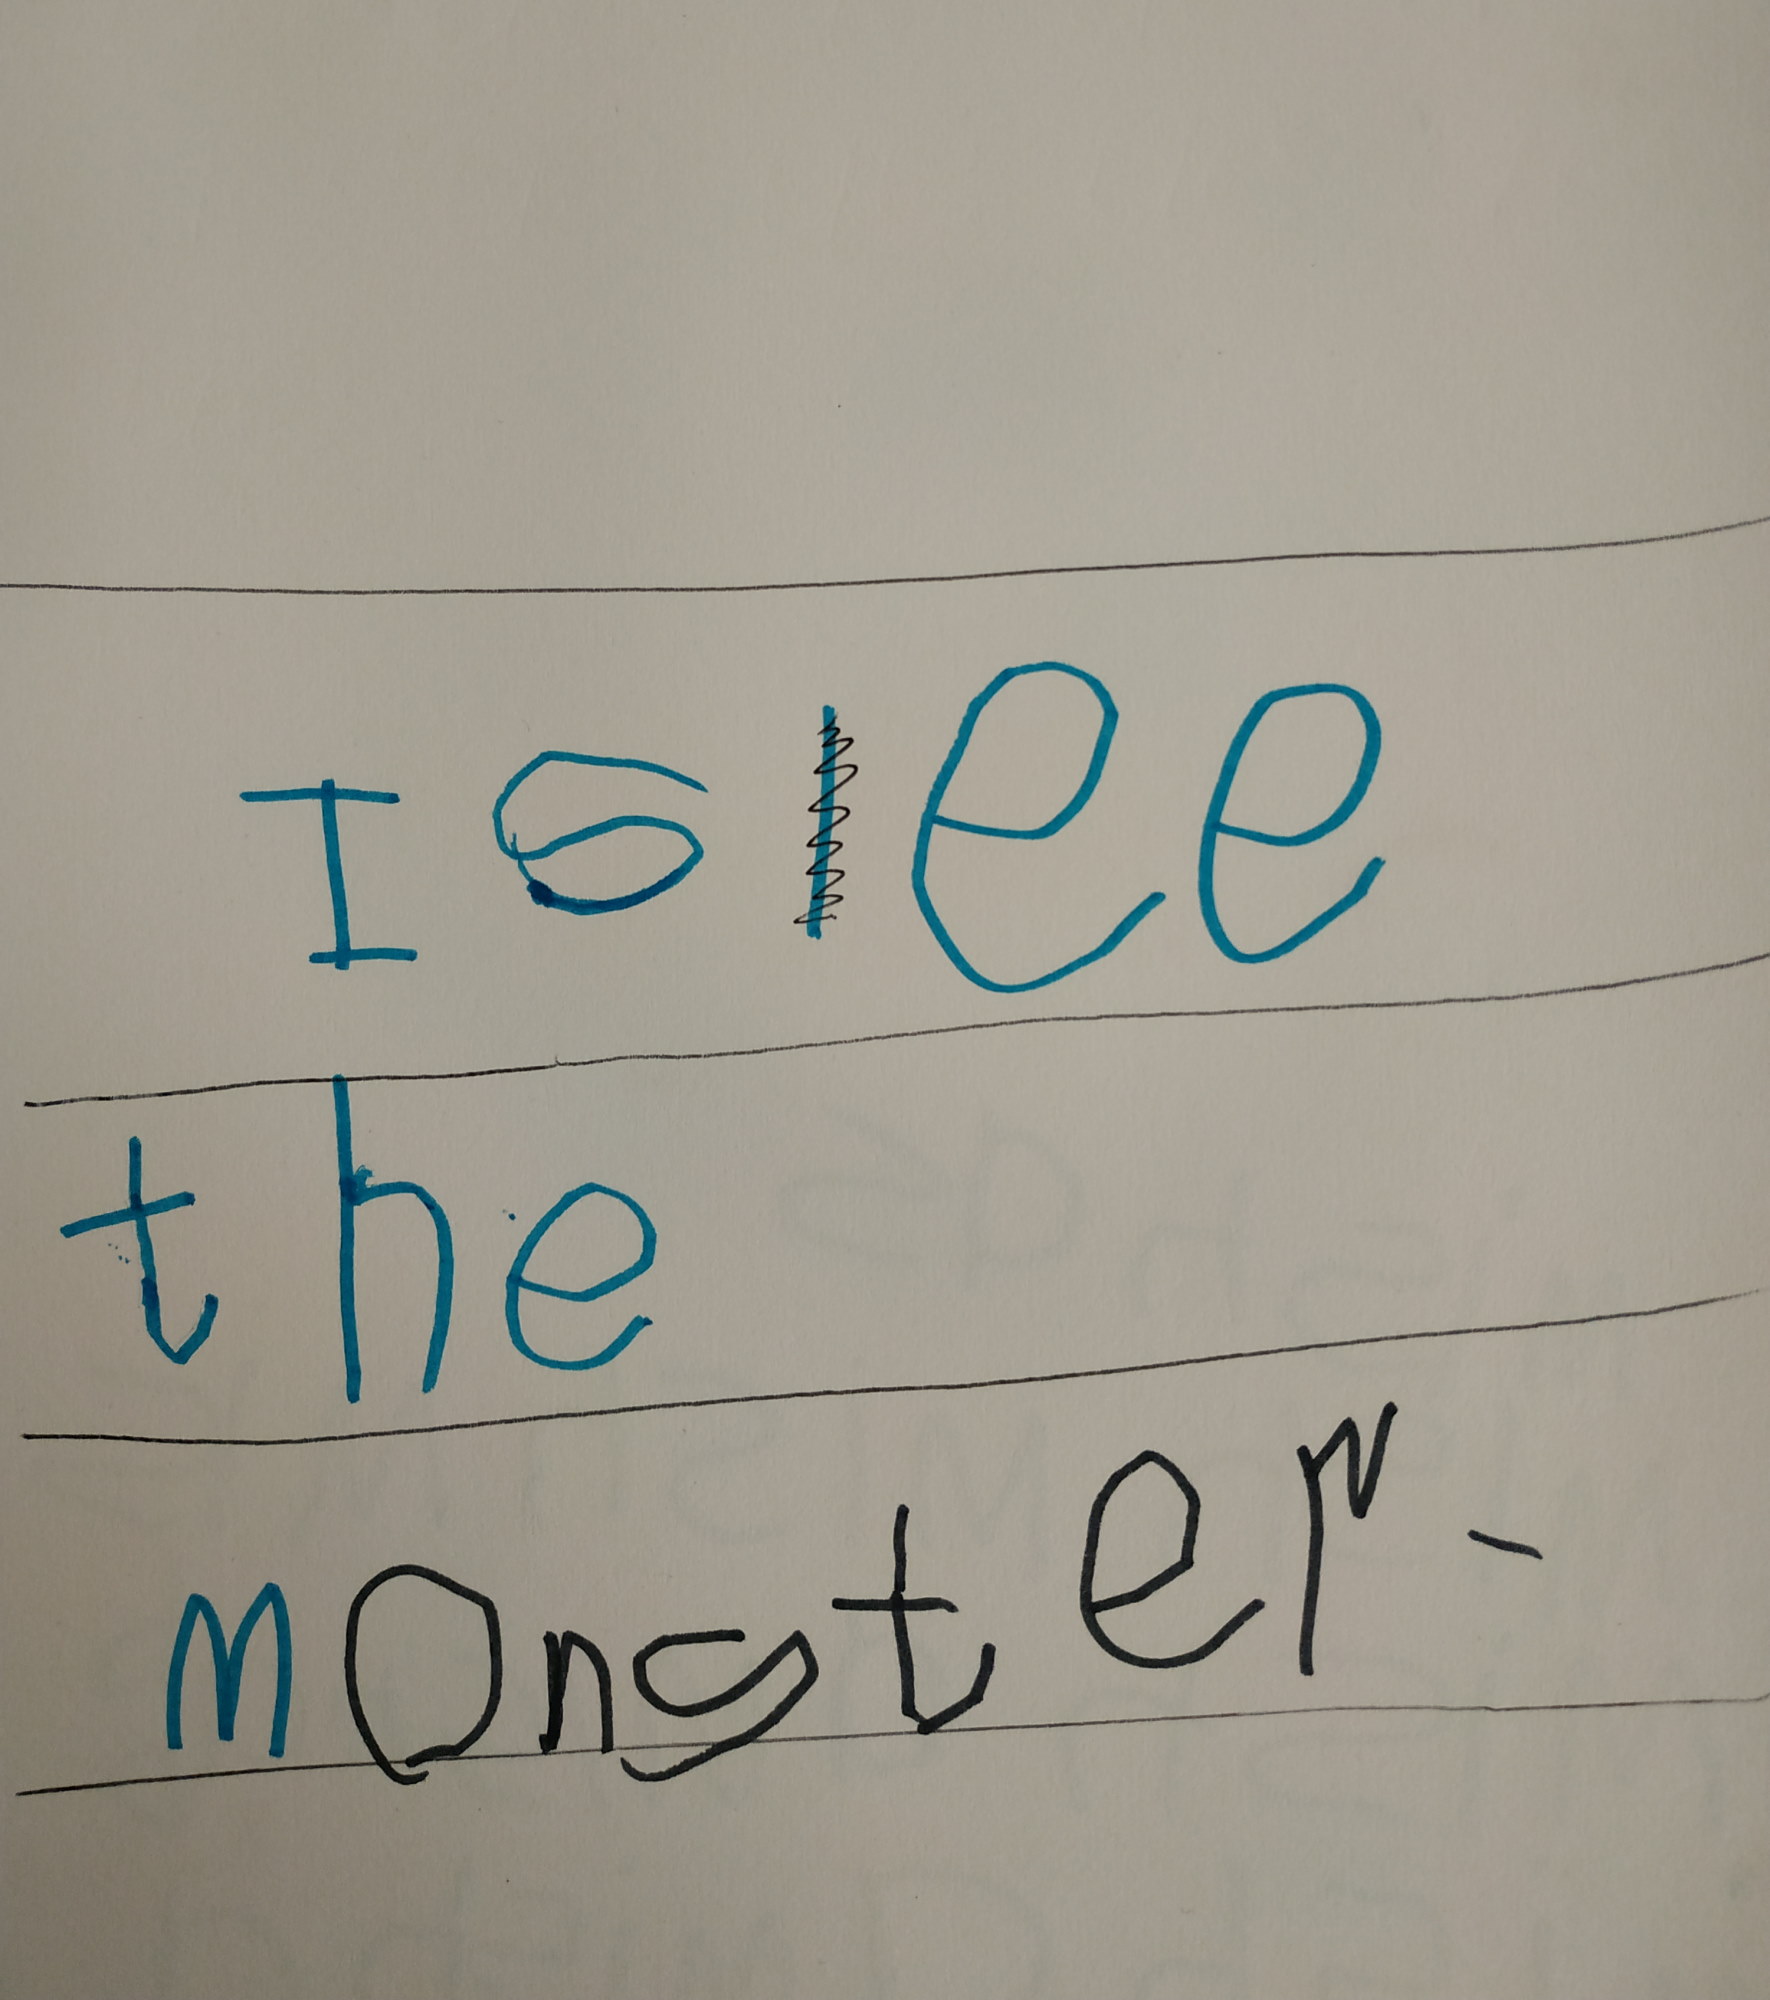 I see
the
monster-